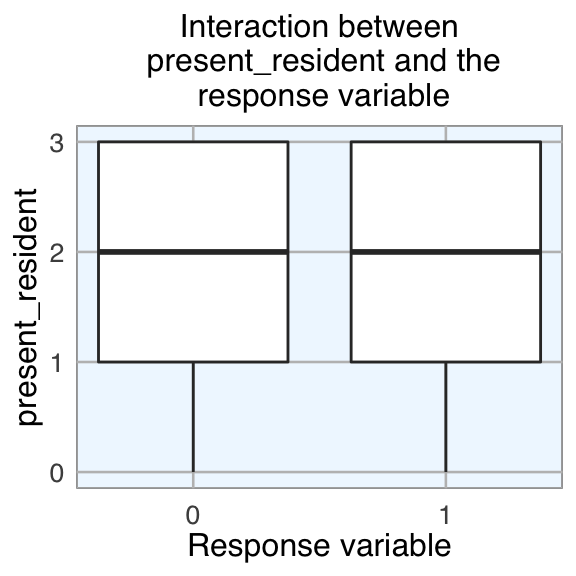 Interaction between
present_resident and the
response variable
present_resident
3
2
1
0
0 1
Response variable